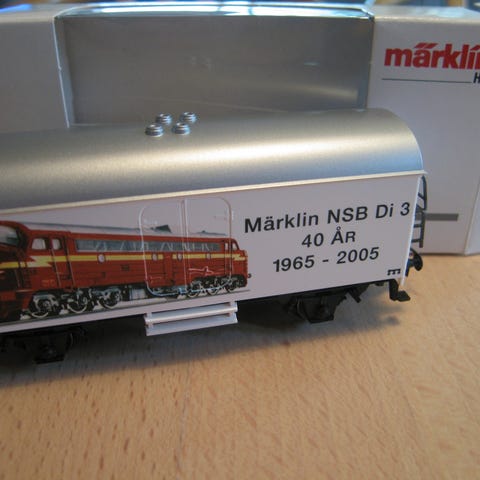 märklin
H
Märklin NSB Di 3
40 ÅR
1965 - 2005
m